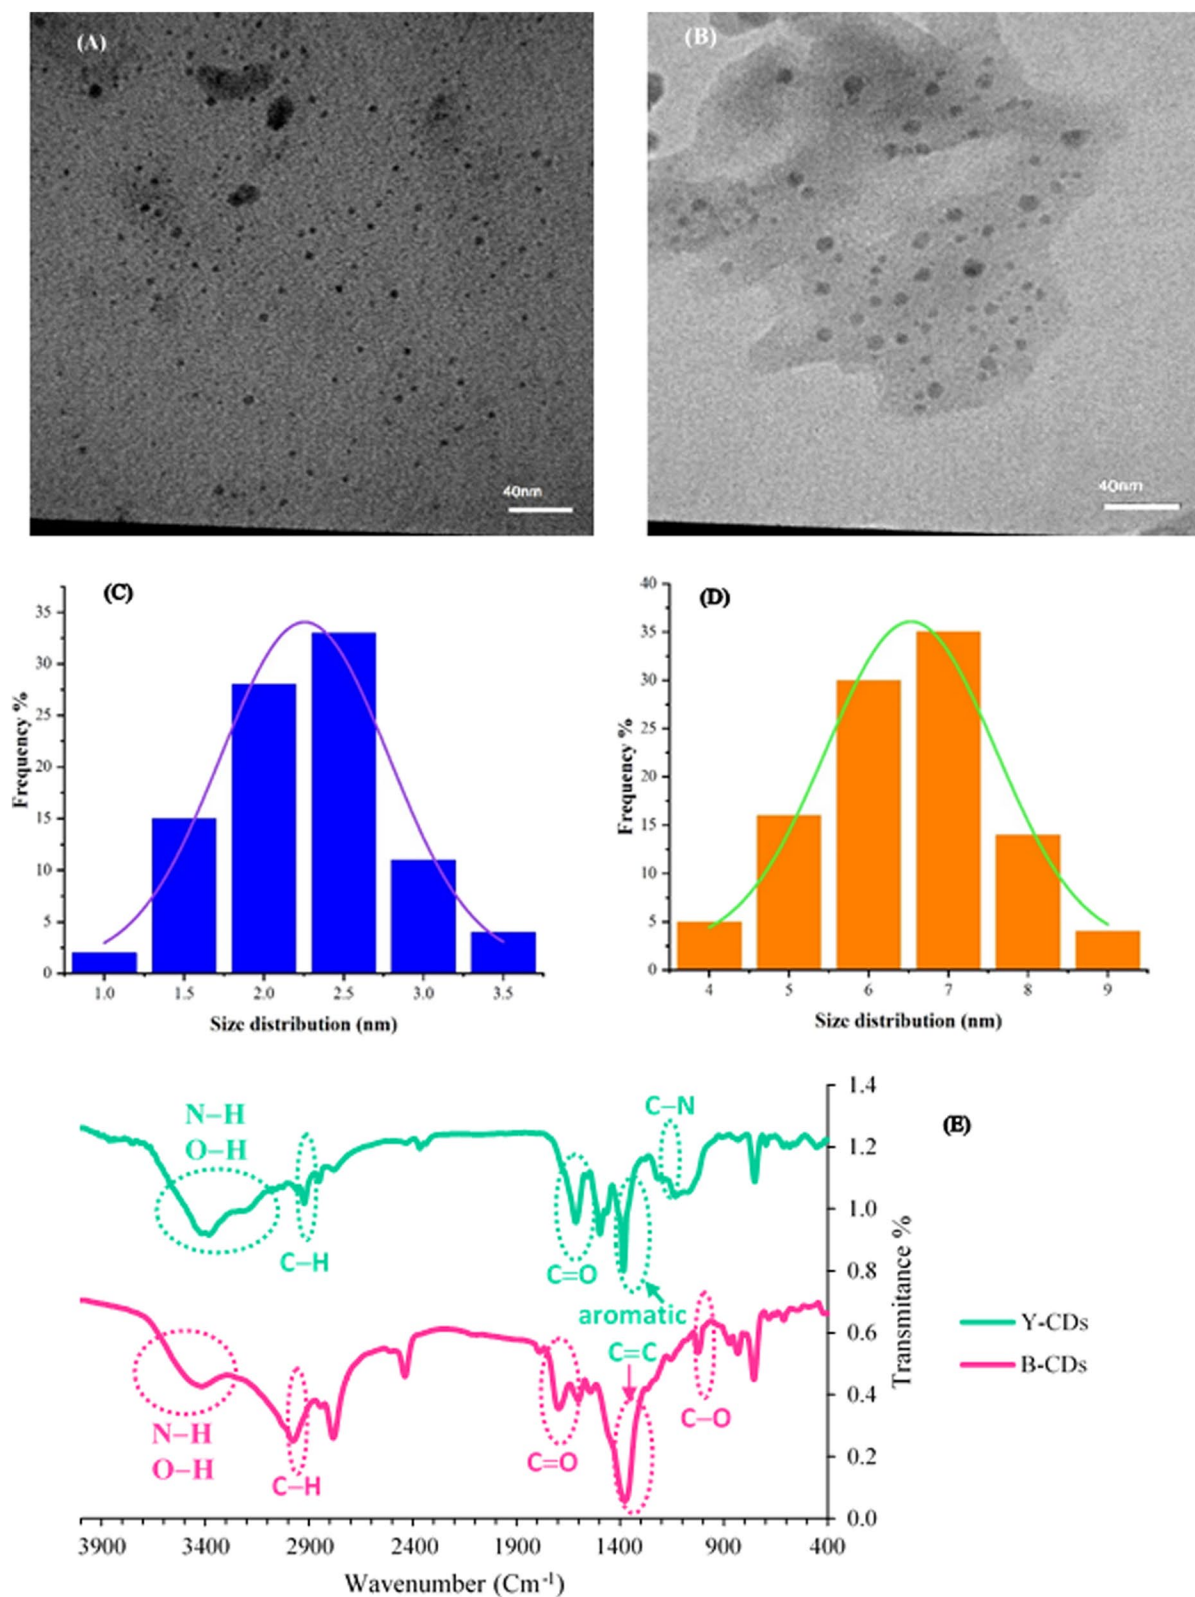 (A)
40nm
(B)
40nm
(C)
35
30
25
20
15
10
5
0
Frequency %
1.0 1.5 2.0 2.5 3.0 3.5
Size distribution (nm)
(D)
40
35
30
25
20
15
10
5
0
Frequency %
4 5 6 7 8 9
Size distribution (nm)
(E)
N–H
O–H
C–H
C=O
C–N
aromatic
C=C
N–H
O–H
C–H
C=O
C–O
1.4
1.2
1.0
0.8
0.6
0.4
0.2
0.0
Transmitance %
Y-CDs
B-CDs
3900 3400 2900 2400 1900 1400 900 400
Wavenumber (Cm⁻¹)